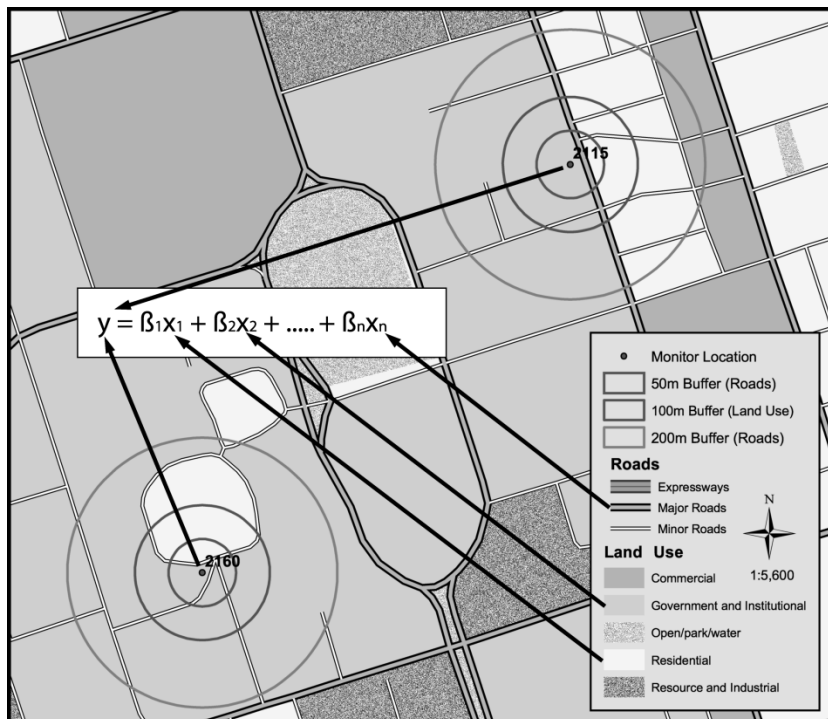 2115
y = ß1x1 + ß2x2 + ..... + ßnxn
2160
Monitor Location
50m Buffer (Roads)
100m Buffer (Land Use)
200m Buffer (Roads)
Roads
Expressways
Major Roads
Minor Roads
N
1:5,600
Land Use
Commercial
Government and Institutional
Open/park/water
Residential
Resource and Industrial